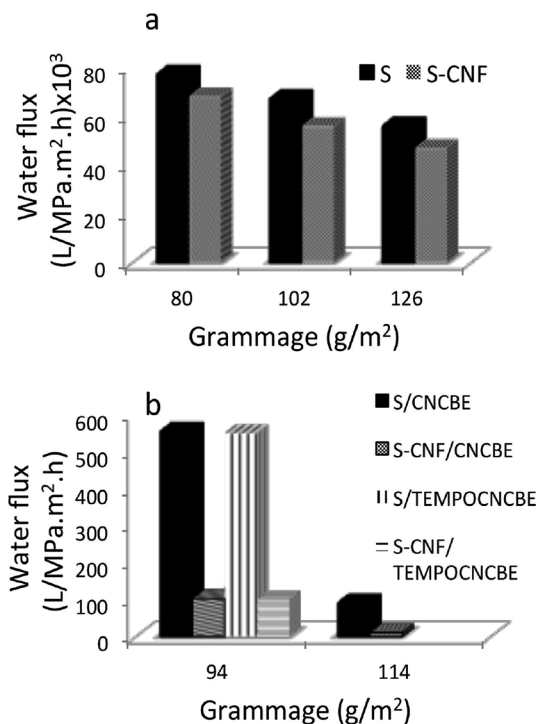 a
Water flux
(L/MPa.m².h)x10³
80
60
40
20
0
S S-CNF
80 102 126
Grammage (g/m²)
b
Water flux
(L/MPa.m².h)
600
500
400
300
200
100
0
S/CNCBE
S-CNF/CNCBE
S/TEMPOCNCBE
S-CNF/
TEMPOCNCBE
94 114
Grammage (g/m²)